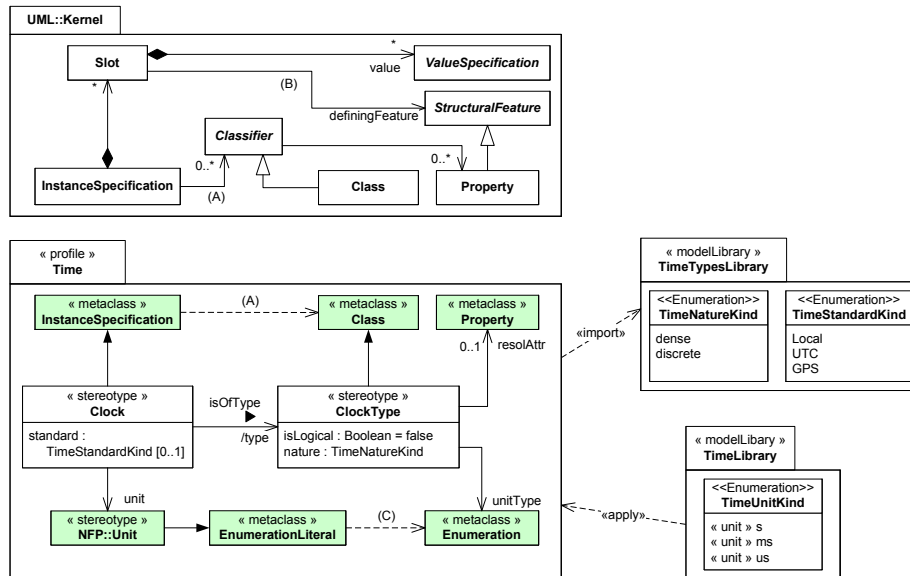 UML::Kernel
Slot
*
value
ValueSpecification
(B)
definingFeature
StructuralFeature
*
Classifier
0..*
0..*
InstanceSpecification
(A)
Class
Property
« profile »
Time
« metaclass »
InstanceSpecification
(A)
« metaclass »
Class
« metaclass »
Property
0..1
resolAttr
« stereotype »
Clock
standard :
TimeStandardKind [0..1]
isOfType
/type
« stereotype »
ClockType
isLogical : Boolean = false
nature : TimeNatureKind
unit
unitType
« stereotype »
NFP::Unit
« metaclass »
EnumerationLiteral
(C)
« metaclass »
Enumeration
«import»
« modelLibrary »
TimeTypesLibrary
<<Enumeration>>
TimeNatureKind
dense
discrete
<<Enumeration>>
TimeStandardKind
Local
UTC
GPS
«apply»
« modelLibary »
TimeLibrary
<<Enumeration>>
TimeUnitKind
« unit » s
« unit » ms
« unit » us